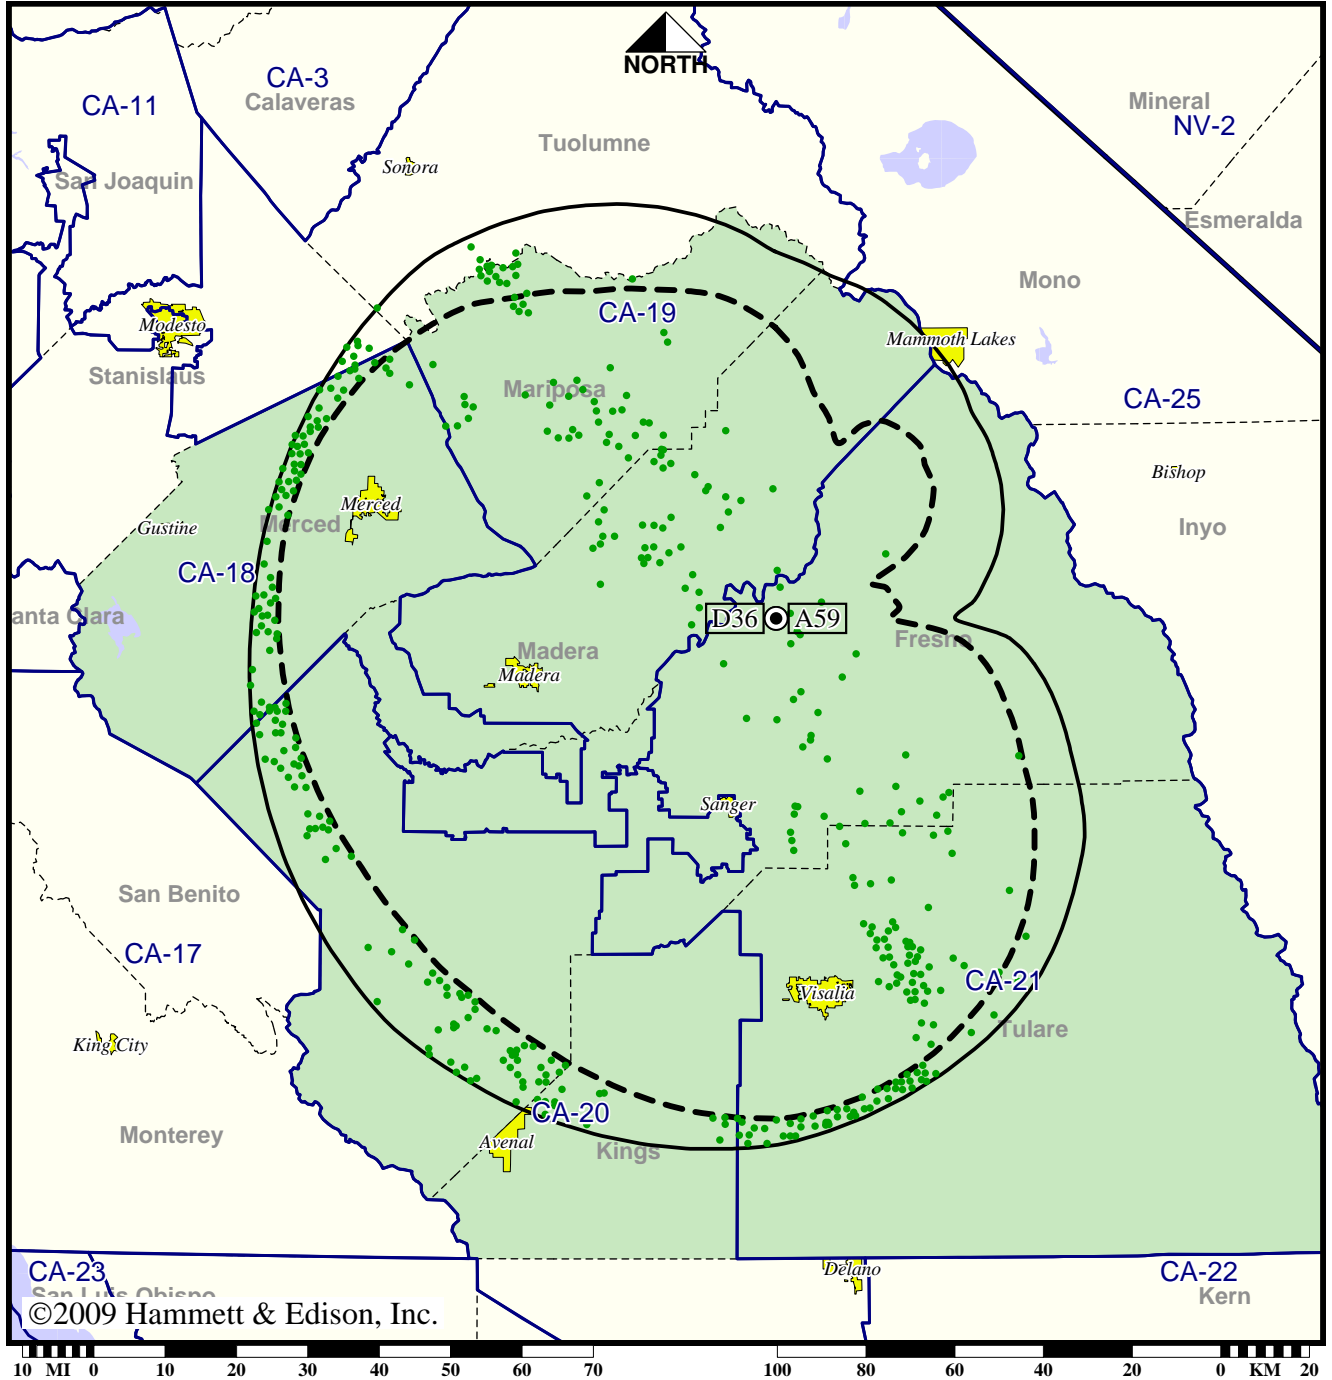 NORTH
CA-3
Calaveras
CA-11
Mineral
NV-2
Tuolumne
Sonora
San Joaquin
Esmeralda
Mono
CA-19
Modesto
Mammoth Lakes
Stanislaus
Mariposa
CA-25
Bishop
Merced
Gustine
Merced
Inyo
CA-18
anta Clara
D36
A59
Fresno
Madera
Madera
Sanger
San Benito
CA-17
CA-21
Visalia
Tulare
King City
CA-20
Monterey
Avenal
Kings
CA-23
Delano
CA-22
San Luis Obispo
Kern
©2009 Hammett & Edison, Inc.
10 MI 0 10 20 30 40 50 60 70 100 80 60 40 20 0 KM 20